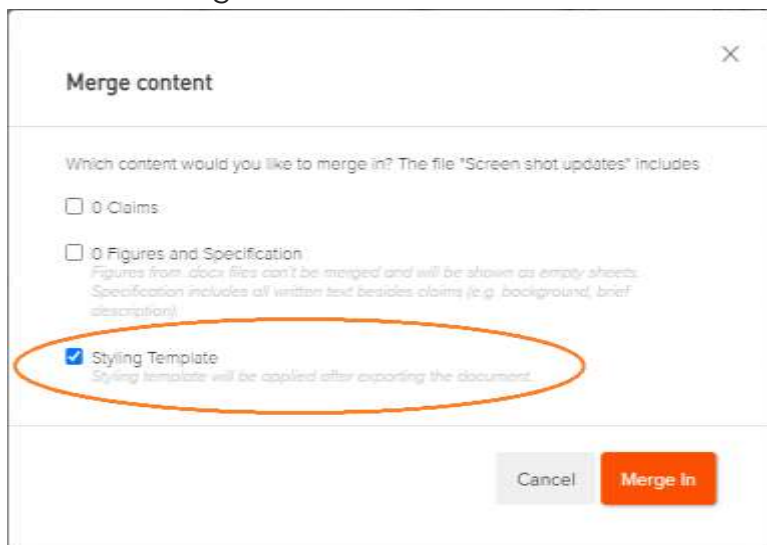 Merge content
Which content would you like to merge in? The file "Screen shot updates" includes
0 Claims
0 Figures and Specification
Figures from .docx files can't be merged and will be shown as empty sheets.
Specification includes all written text besides claims (e.g. background, brief
description).
Styling Template
Styling template will be applied after exporting the document.
Cancel
Merge In